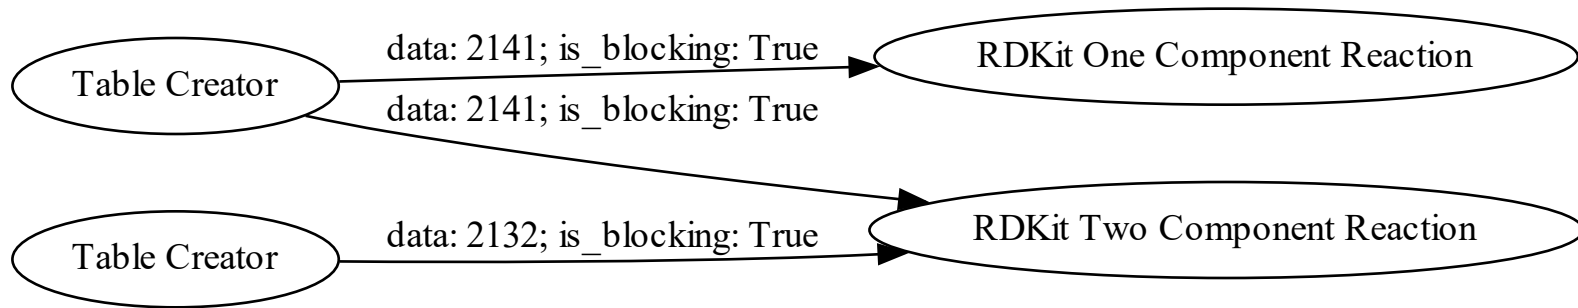 data: 2141; is_blocking: True
RDKit One Component Reaction
Table Creator
data: 2141; is_blocking: True
data: 2132; is_blocking: True
RDKit Two Component Reaction
Table Creator